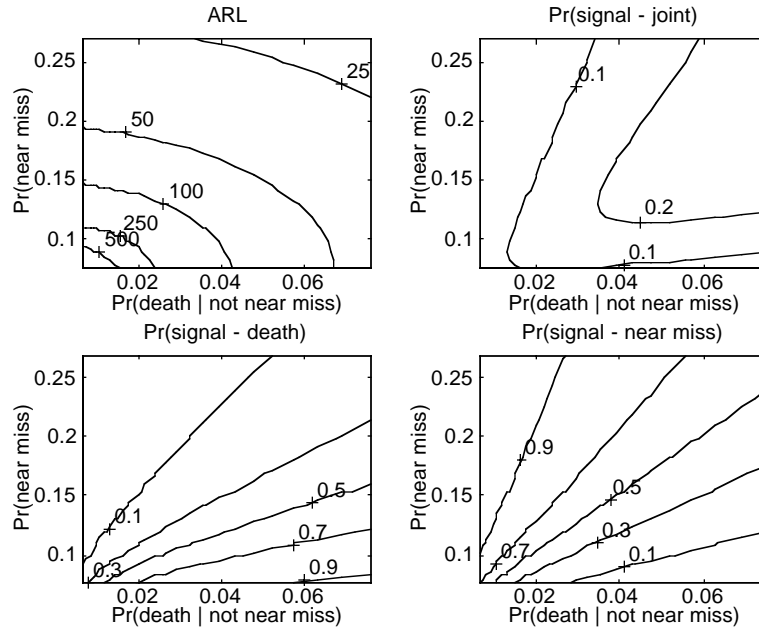 ARL
Pr(signal - joint)
0.25
0.2
0.15
0.1
Pr(near miss)
25
50
100
250
500
0.02 0.04 0.06
Pr(death | not near miss)
0.25
0.2
0.15
0.1
Pr(near miss)
0.1
0.2
0.1
0.02 0.04 0.06
Pr(death | not near miss)
Pr(signal - death)
Pr(signal - near miss)
0.25
0.2
0.15
0.1
Pr(near miss)
0.1
0.5
0.7
0.3
0.9
0.02 0.04 0.06
Pr(death | not near miss)
0.25
0.2
0.15
0.1
Pr(near miss)
0.9
0.5
0.3
0.7
0.1
0.02 0.04 0.06
Pr(death | not near miss)